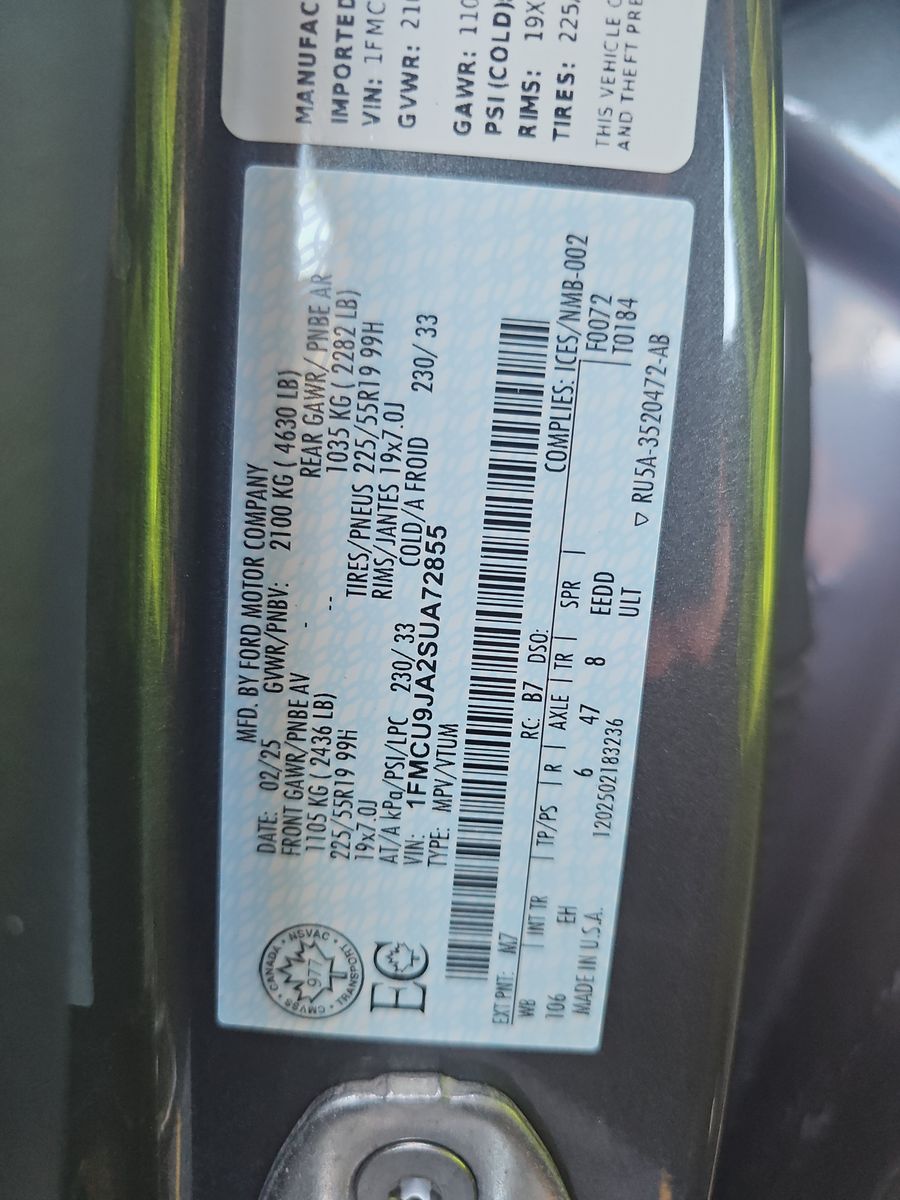 MANUFAC
IMPORTED
VIN: 1FMC
GVWR: 210
GAWR: 110
PSI(COLD)
RIMS: 19X
TIRES: 225/
THIS VEHICLE
AND THEFT PRE
MFD. BY FORD MOTOR COMPANY
DATE: 02/25 GVWR/PNBV: 2100 KG ( 4630 LB)
FRONT GAWR/PNBE AV - REAR GAWR/ PNBE AR
1105 KG ( 2436 LB) -- 1035 KG ( 2282 LB)
225/55R19 99H TIRES/PNEUS 225/55R19 99H
19x7.0J RIMS/JANTES 19x7.0J
AT/A kPa/PSI/LPC 230/ 33 COLD/A FROID 230/ 33
VIN: 1FMCU9JA2SUA72855
TYPE: MPV/VTUM
CANADA • NSVAC • TRANSPORT • CMVSS
977
EC
EXT PNT: M7 RC: B7 DSO: COMPLIES: ICES/NMB-002
WB INT TR TP/PS R AXLE TR SPR F0072
106 EH 6 47 8 EEDD T0184
MADE IN U.S.A. 1202502183236 ULT
▽ RU5A-3520472-AB